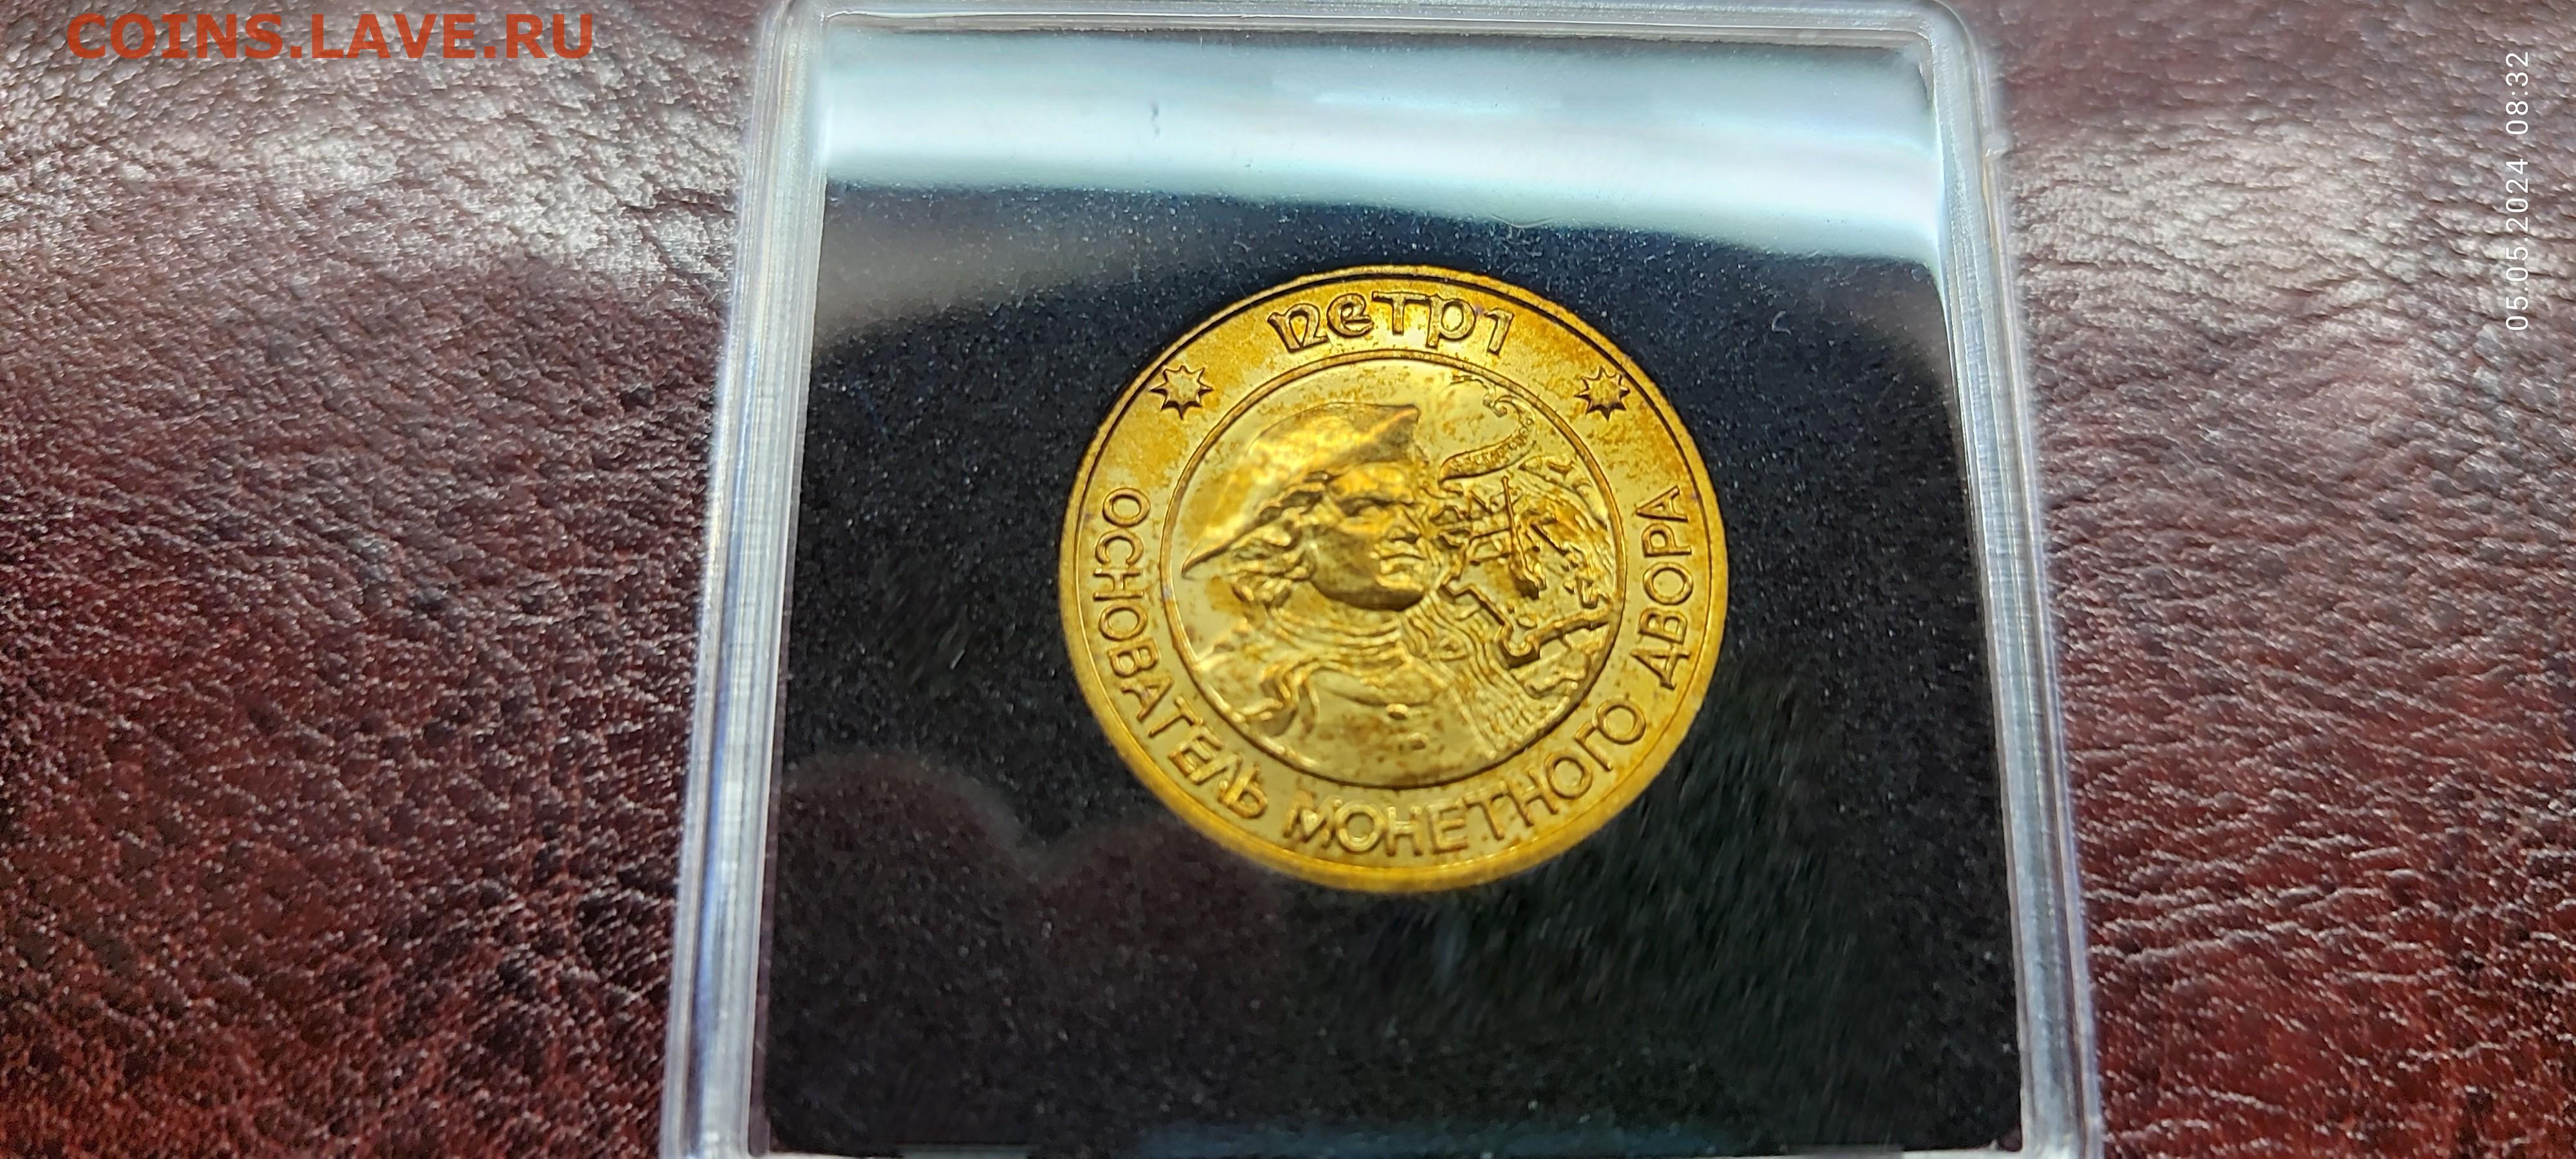 COINS.LAVE.RU
05.05.2024 08:32
ПЕТР I
ОСНОВАТЕЛЬ МОНЕТНОГО ДВОРА